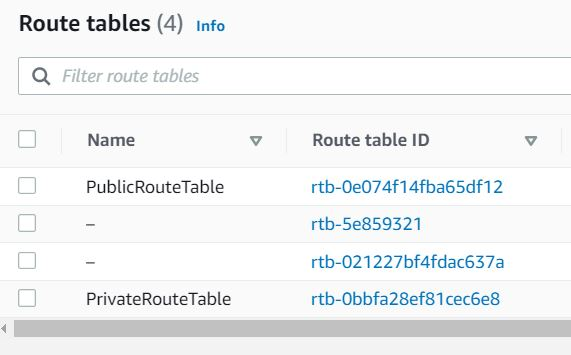 Route tables (4) Info
Filter route tables
Name Route table ID
PublicRouteTable rtb-0e074f14fba65df12
– rtb-5e859321
– rtb-021227bf4fdac637a
PrivateRouteTable rtb-0bbfa28ef81cec6e8